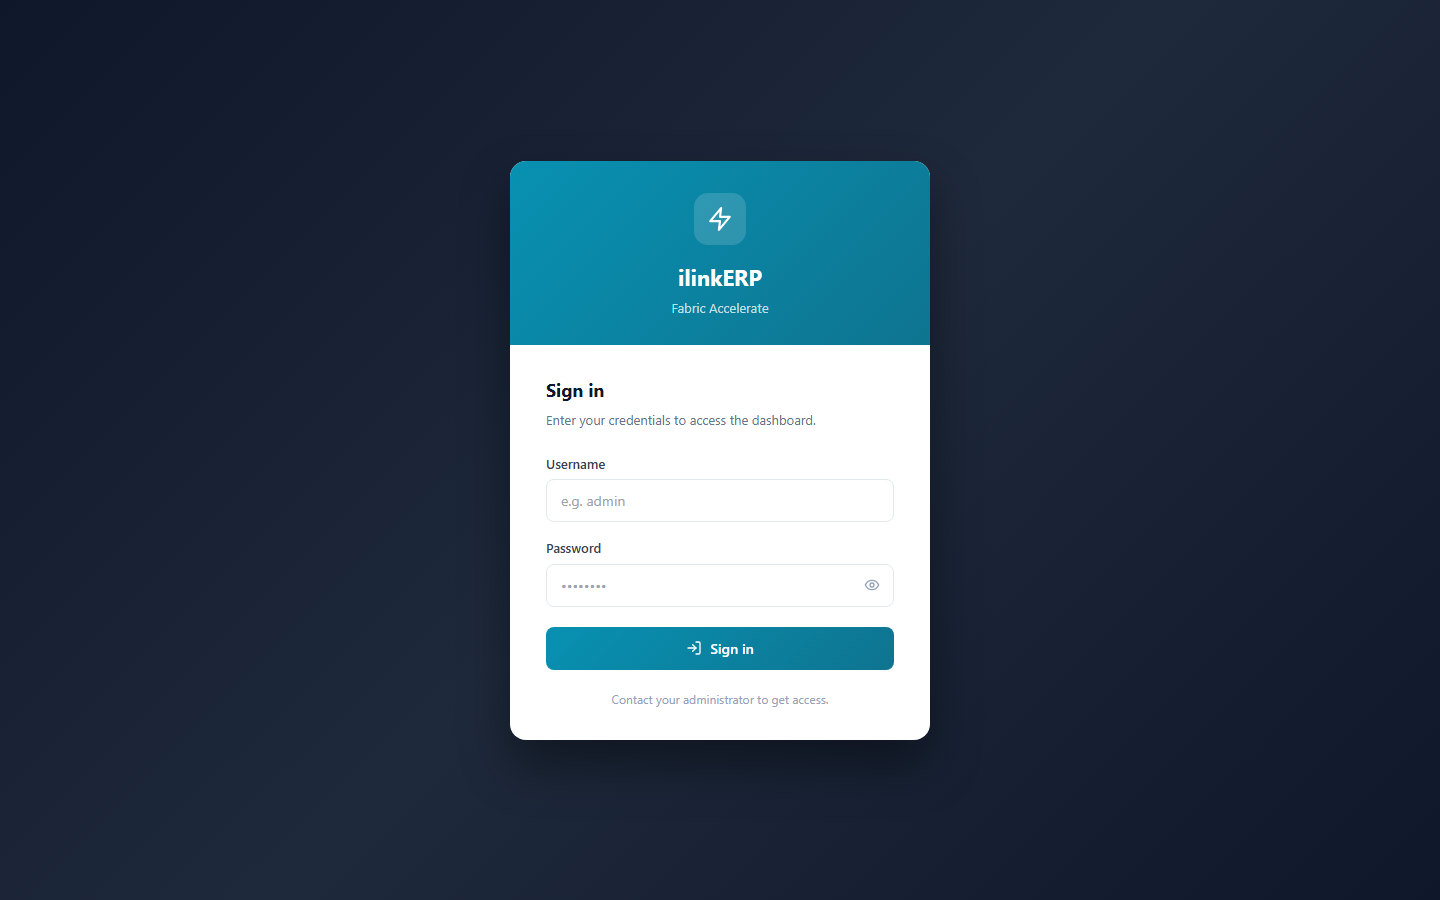 ilinkERP
Fabric Accelerate
Sign in
Enter your credentials to access the dashboard.
Username
e.g. admin
Password
••••••••
Sign in
Contact your administrator to get access.